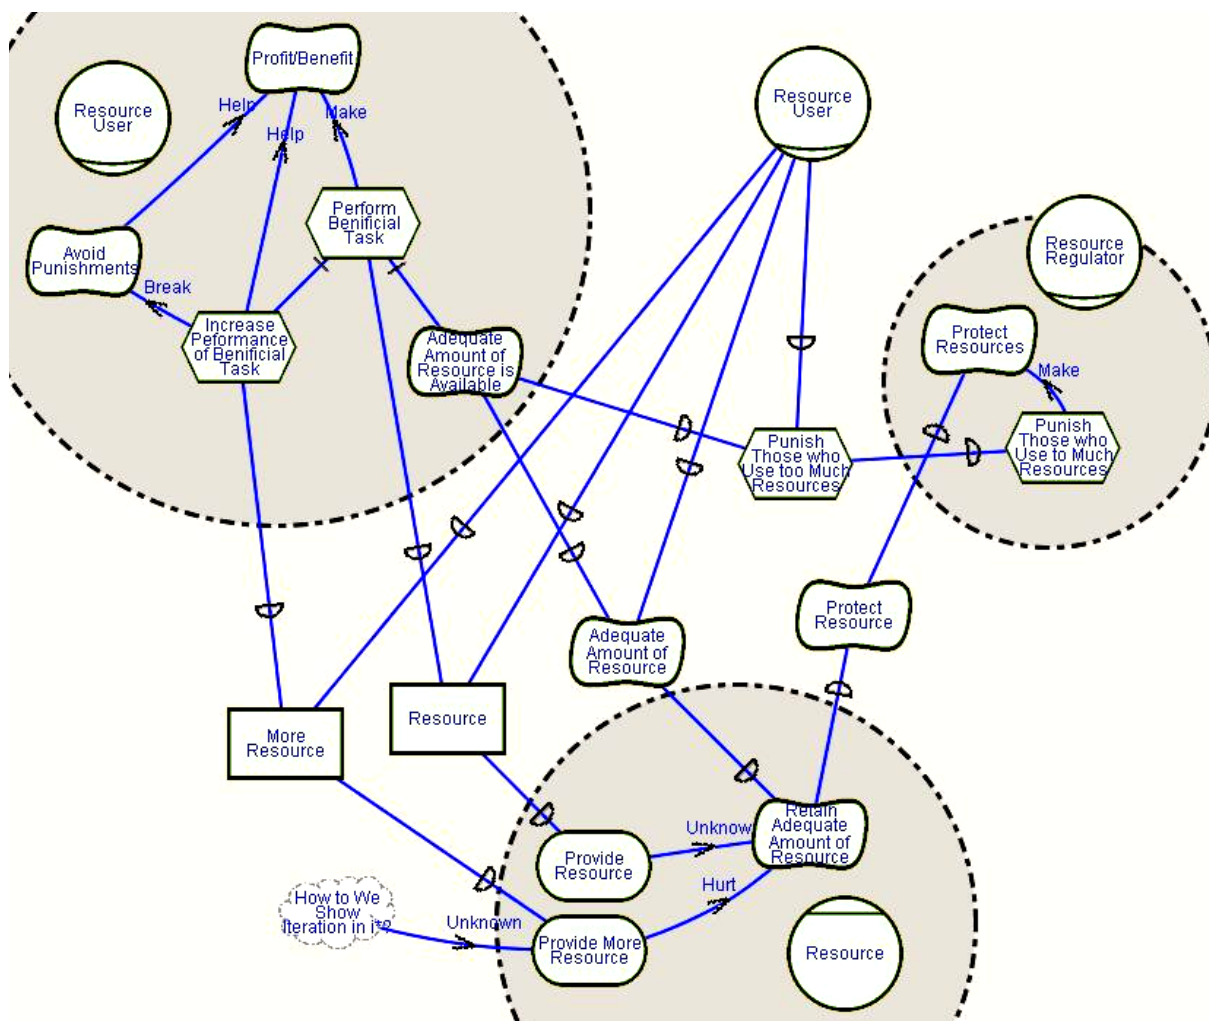 Profit/Benefit
Resource
User
Help
Help
Make
Resource
User
Perform
Benificial
Task
Avoid
Punishments
Break
Increase
Peformance
of Benificial
Task
Adequate
Amount of
Resource is
Available
Resource
Regulator
Protect
Resources
Make
Punish
Those who
Use too Much
Resources
Punish
Those who
Use to Much
Resources
Adequate
Amount of
Resource
Protect
Resource
More
Resource
Resource
Retain
Adequate
Amount of
Resource
Unknow
Provide
Resource
Hurt
How to We
Show
Iteration in i*?
Unknown
Provide More
Resource
Resource